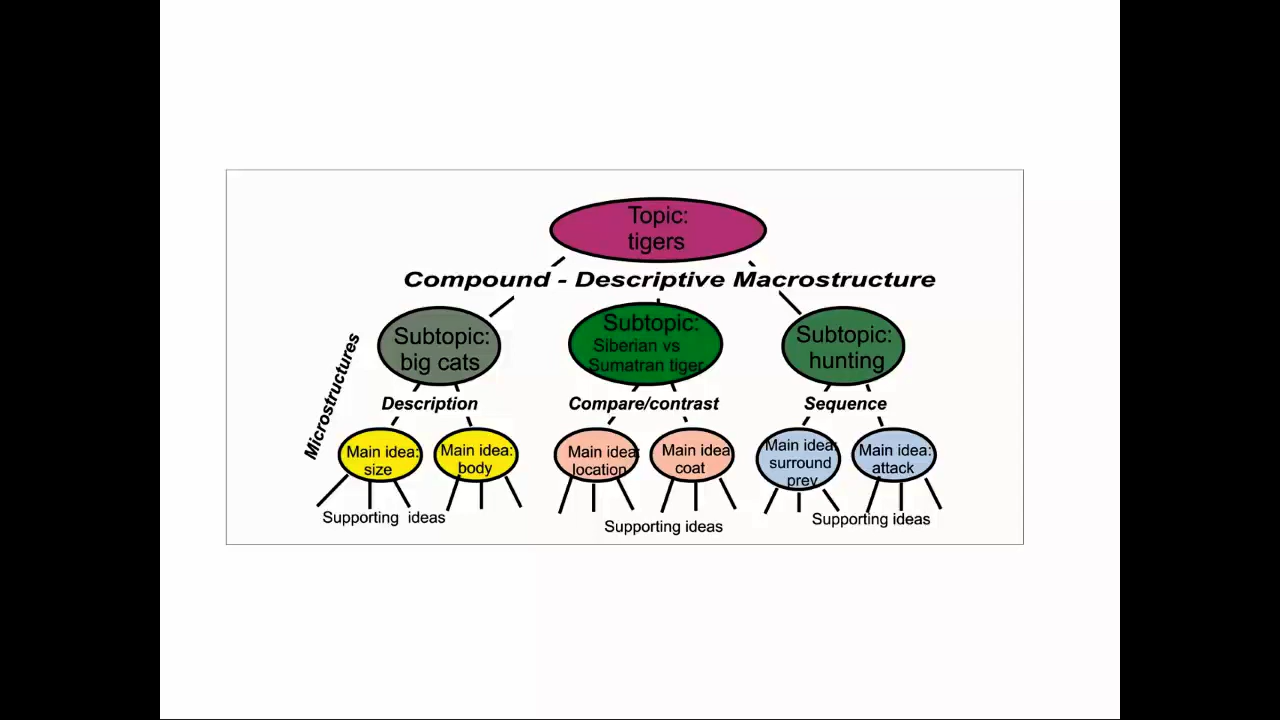 Topic:
tigers
Compound - Descriptive Macrostructure
Subtopic:
big cats
Subtopic:
Siberian vs
Sumatran tiger
Subtopic:
hunting
Microstructures
Description
Compare/contrast
Sequence
Main idea:
size
Main idea:
body
Main idea:
location
Main idea
coat
Main idea:
surround
prey
Main idea:
attack
Supporting ideas
Supporting ideas
Supporting ideas